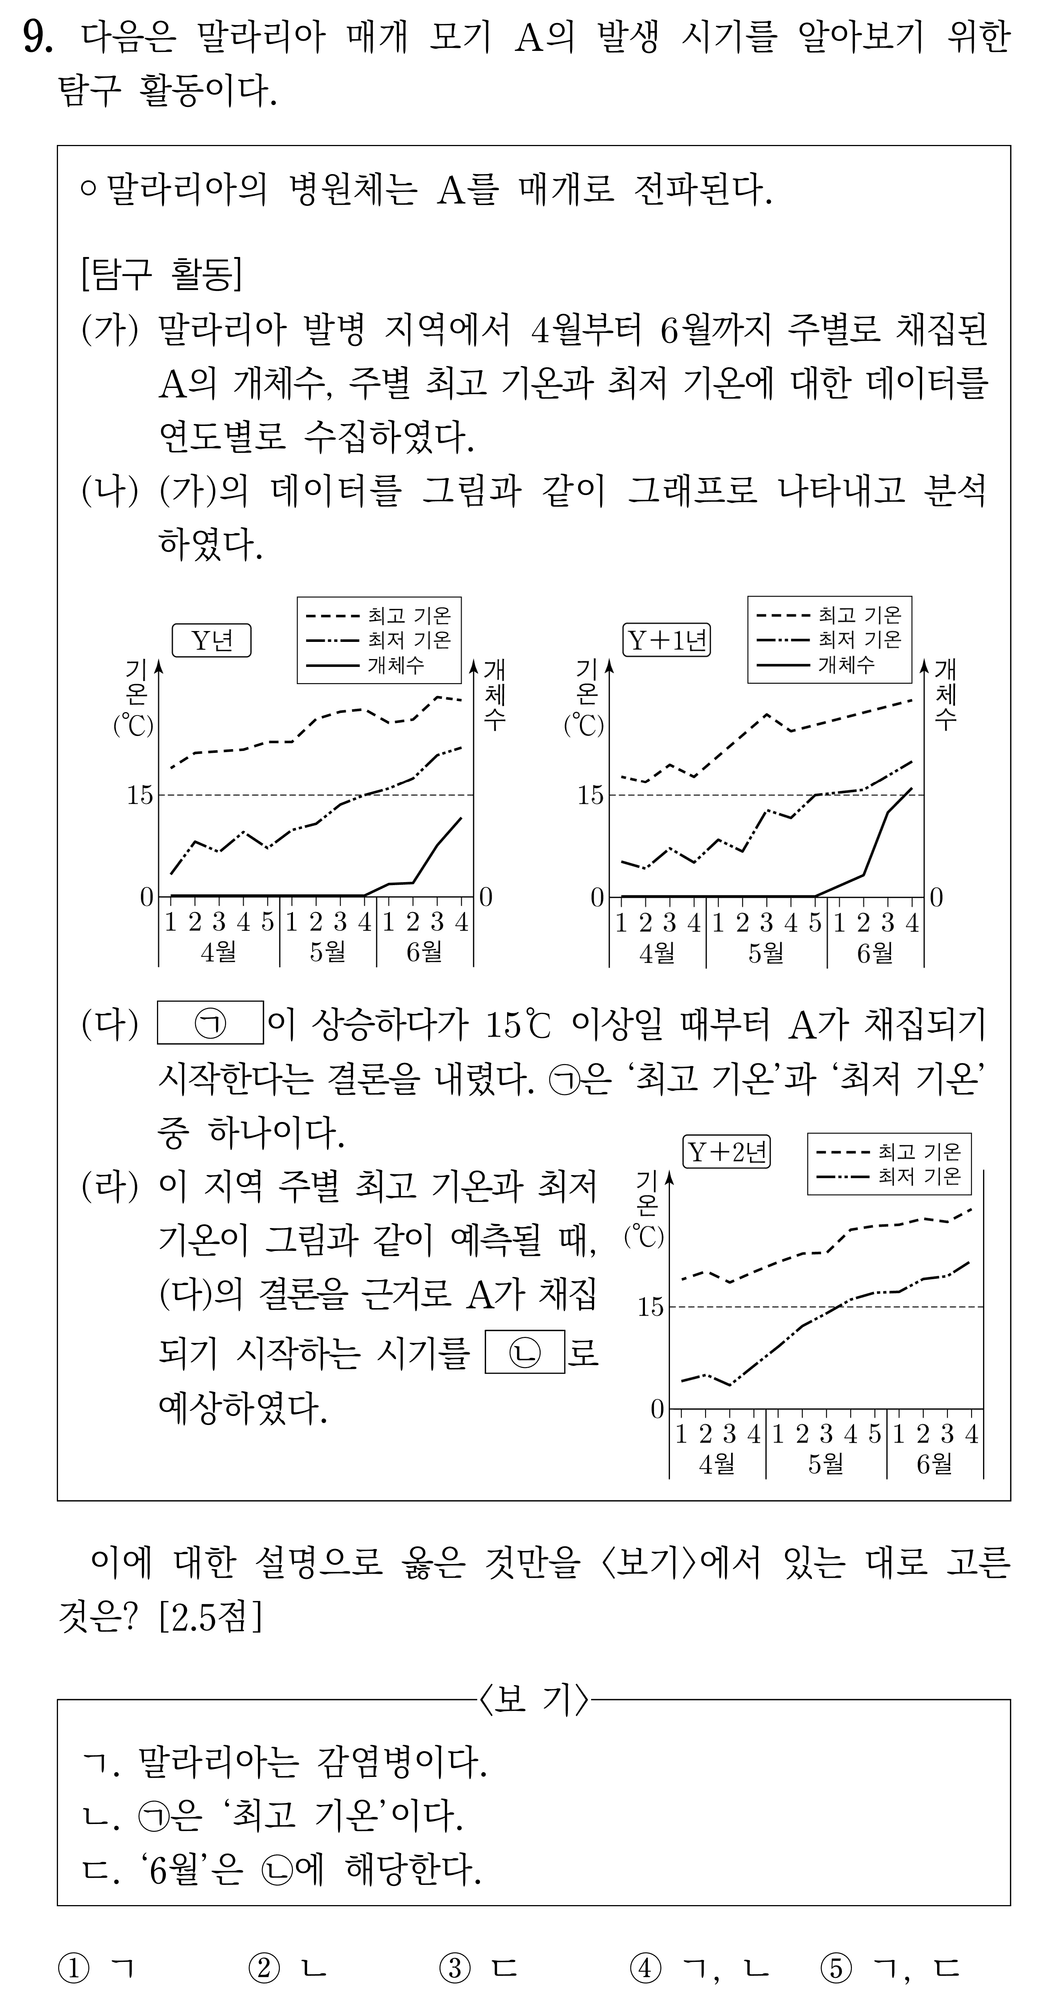 9. 다음은 말라리아 매개 모기 A의 발생 시기를 알아보기 위한
탐구 활동이다.
○ 말라리아의 병원체는 A를 매개로 전파된다.
[탐구 활동]
(가) 말라리아 발병 지역에서 4월부터 6월까지 주별로 채집된
A의 개체수, 주별 최고 기온과 최저 기온에 대한 데이터를
연도별로 수집하였다.
(나) (가)의 데이터를 그림과 같이 그래프로 나타내고 분석
하였다.
Y년
최고 기온
최저 기온
개체수
기온(℃)
개체수
15
0
0
1 2 3 4 5 1 2 3 4 1 2 3 4
4월 5월 6월
Y+1년
최고 기온
최저 기온
개체수
기온(℃)
개체수
15
0
0
1 2 3 4 1 2 3 4 5 1 2 3 4
4월 5월 6월
(다) ㉠이 상승하다가 15℃ 이상일 때부터 A가 채집되기
시작한다는 결론을 내렸다. ㉠은 ‘최고 기온’과 ‘최저 기온’
중 하나이다.
(라) 이 지역 주별 최고 기온과 최저
기온이 그림과 같이 예측될 때,
(다)의 결론을 근거로 A가 채집
되기 시작하는 시기를 ㉡로
예상하였다.
Y+2년
최고 기온
최저 기온
기온(℃)
15
0
1 2 3 4 1 2 3 4 5 1 2 3 4
4월 5월 6월
이에 대한 설명으로 옳은 것만을 〈보기〉에서 있는 대로 고른
것은? [2.5점]
〈보 기〉
ㄱ. 말라리아는 감염병이다.
ㄴ. ㉠은 ‘최고 기온’이다.
ㄷ. ‘6월’은 ㉡에 해당한다.
① ㄱ ② ㄴ ③ ㄷ ④ ㄱ, ㄴ ⑤ ㄱ, ㄷ